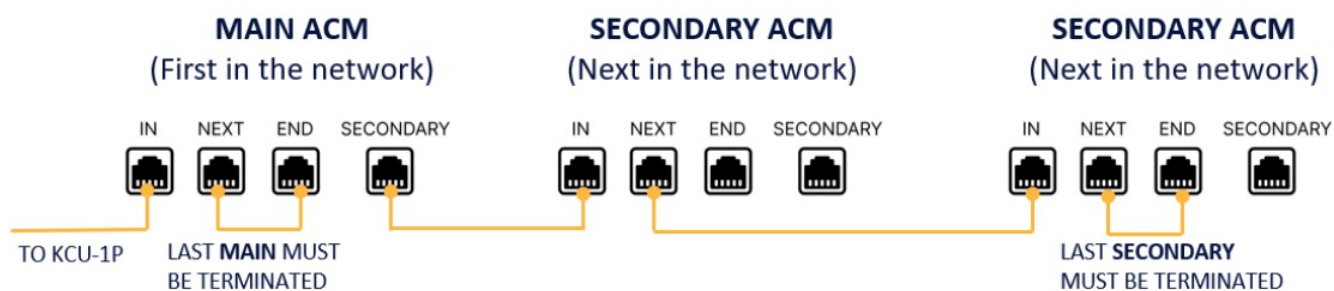 MAIN ACM
(First in the network)
SECONDARY ACM
(Next in the network)
SECONDARY ACM
(Next in the network)
IN NEXT END SECONDARY
IN NEXT END SECONDARY
IN NEXT END SECONDARY
TO KCU-1P
LAST MAIN MUST
BE TERMINATED
LAST SECONDARY
MUST BE TERMINATED